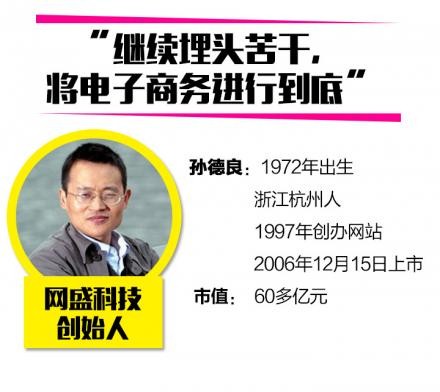 “继续埋头苦干，
将电子商务进行到底”
孙德良：1972年出生
浙江杭州人
1997年创办网站
2006年12月15日上市
市值：60多亿元
网盛科技
创始人